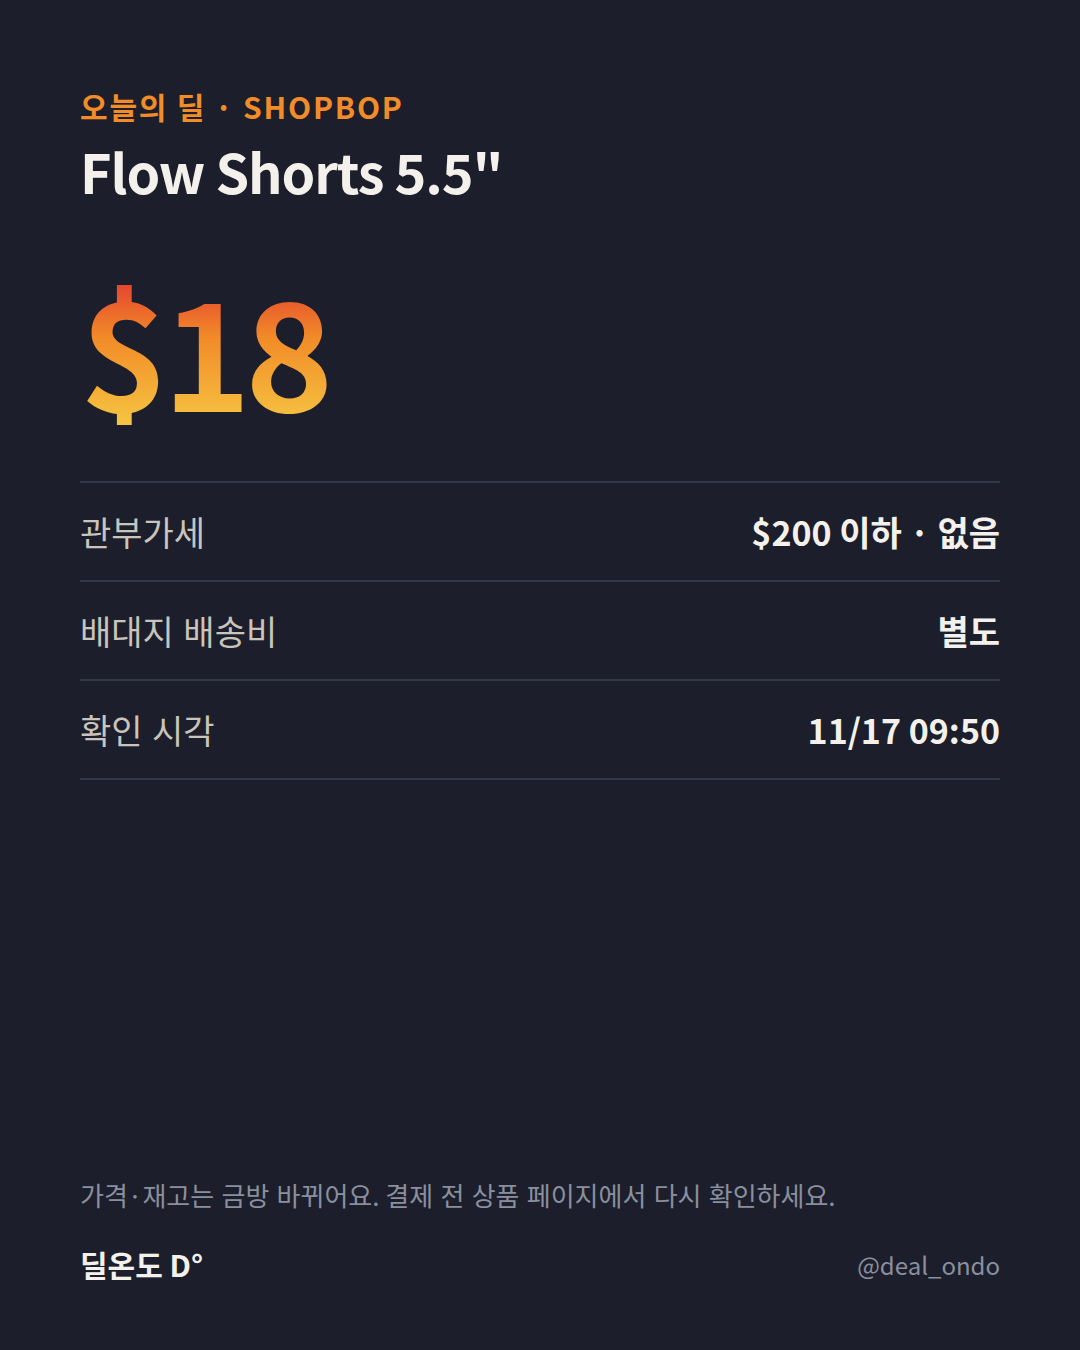 오늘의 딜 · SHOPBOP
Flow Shorts 5.5"
$18
관부가세 $200 이하 · 없음
배대지 배송비 별도
확인 시각 11/17 09:50
가격·재고는 금방 바뀌어요. 결제 전 상품 페이지에서 다시 확인하세요.
딜온도 D° @deal_ondo